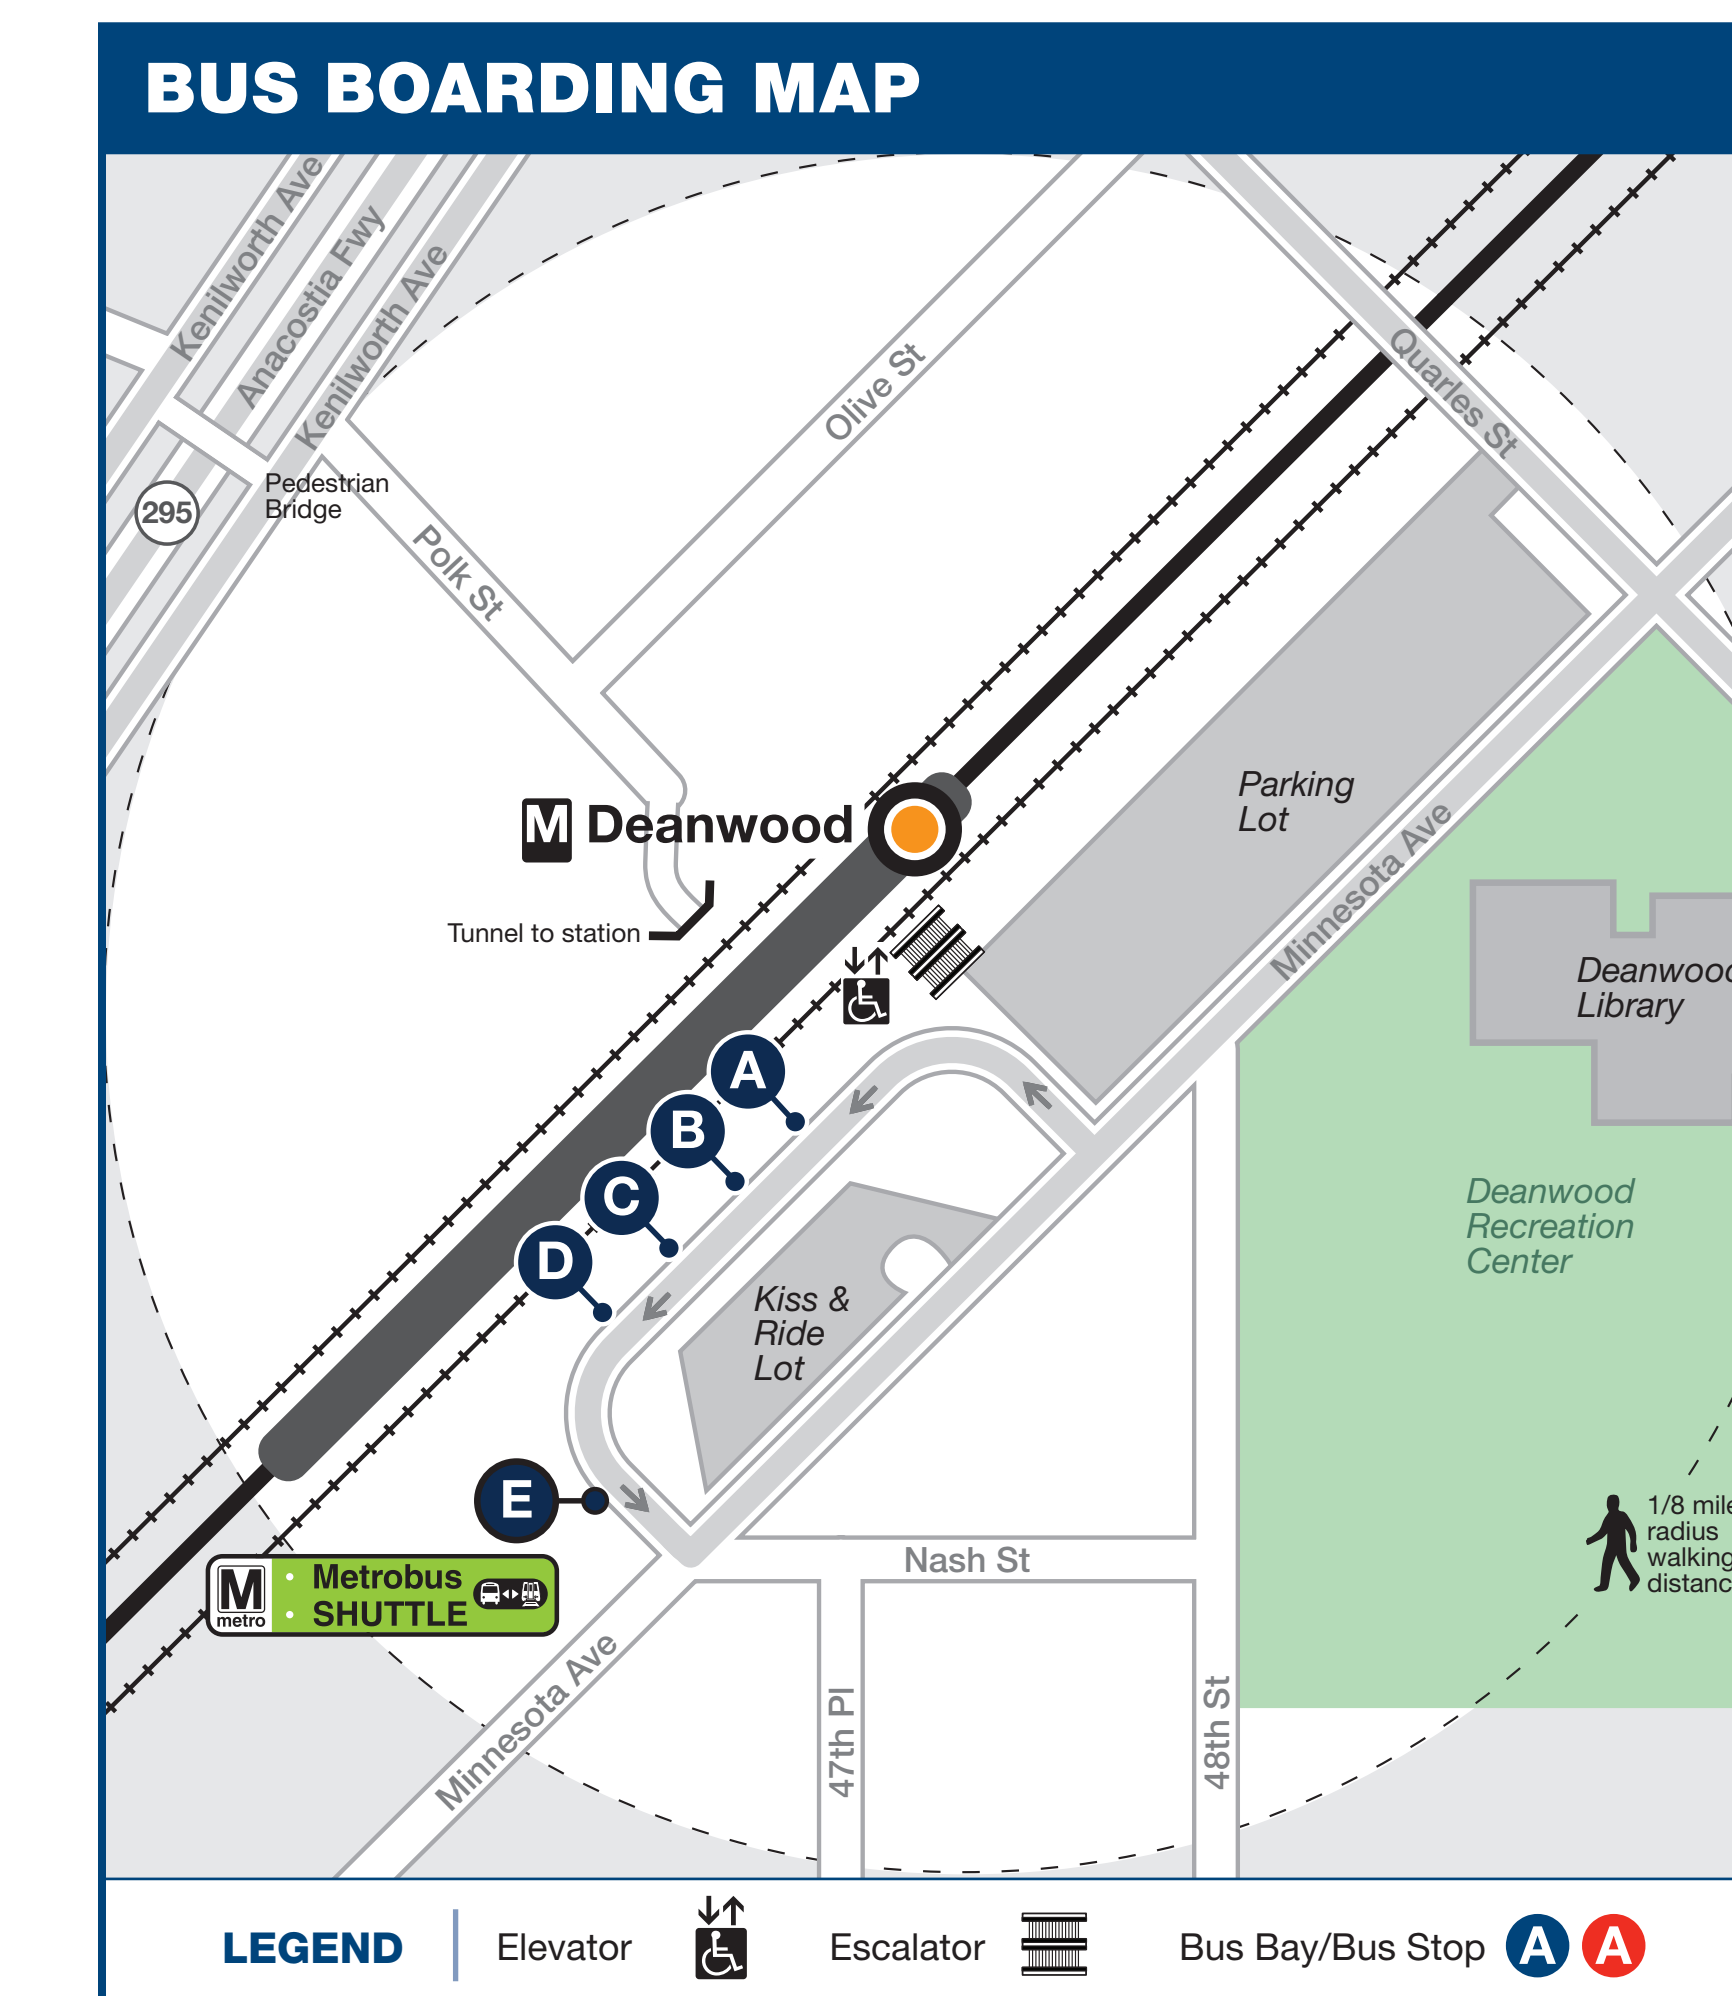 BUS BOARDING MAP
Kenilworth Ave
Anacostia Fwy
Kenilworth Ave
Olive St
Quarles St
295
Pedestrian
Bridge
Polk St
Parking
Lot
M Deanwood
Minnesota Ave
Tunnel to station
Deanwood
Library
A
B
C
D
Deanwood
Recreation
Center
Kiss &
Ride
Lot
E
1/8 mile
radius
walking
distanc
Nash St
M
metro
• Metrobus
• SHUTTLE
Minnesota Ave
47th Pl
48th St
LEGEND
Elevator
Escalator
Bus Bay/Bus Stop A A